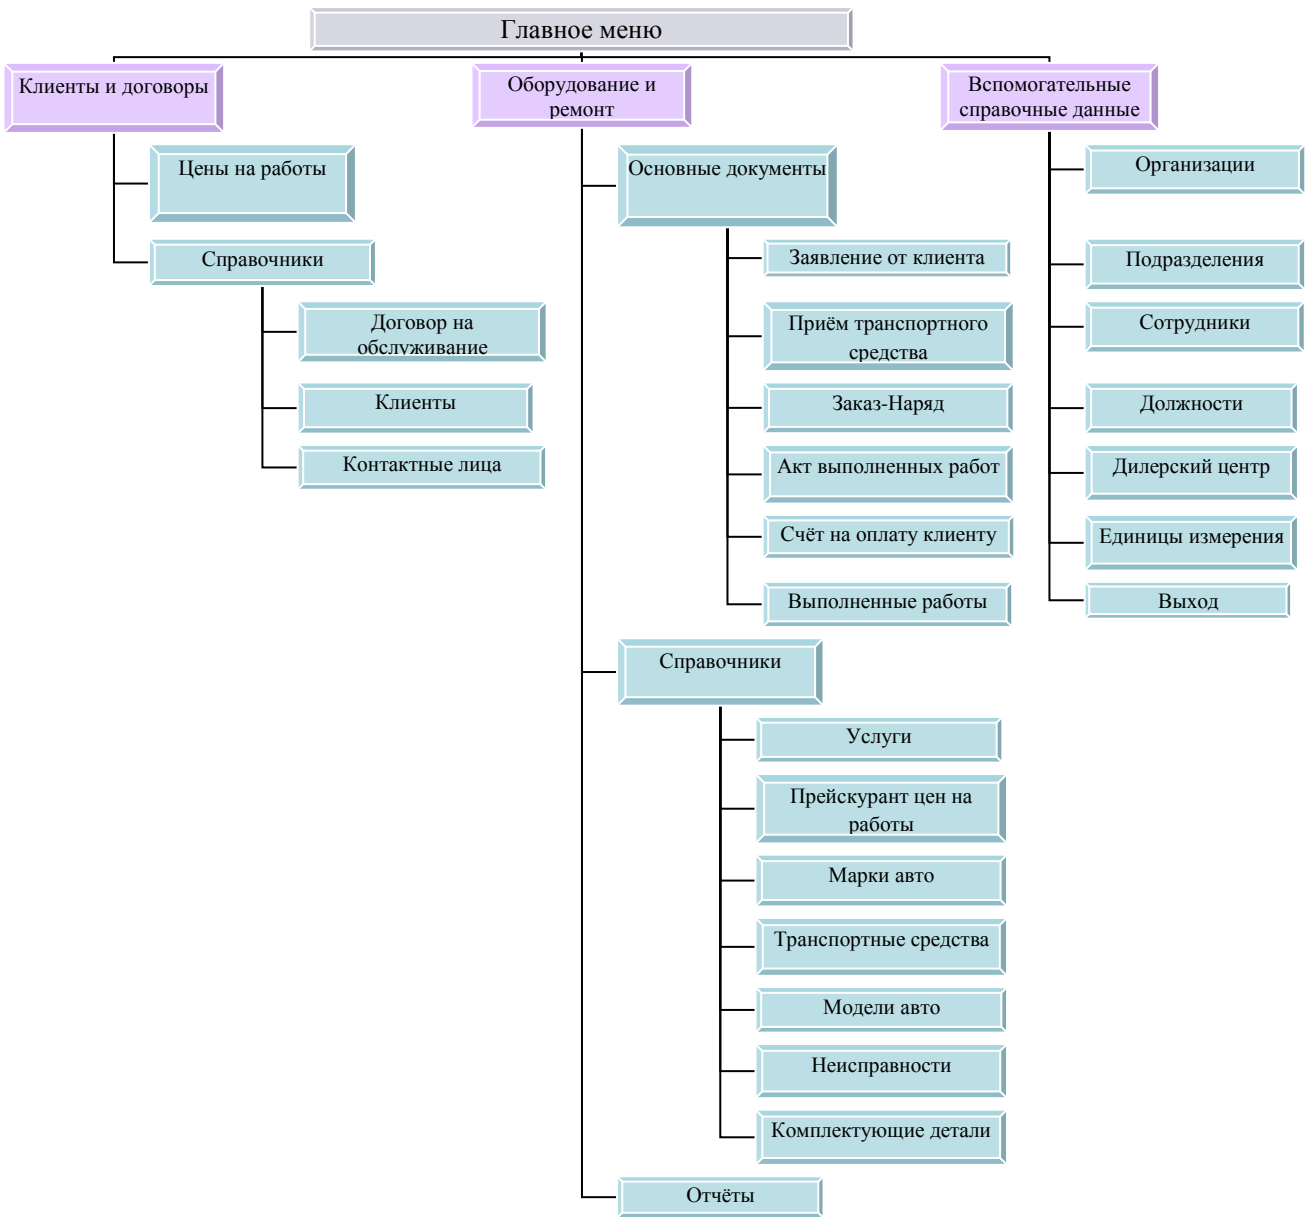 Главное меню
Клиенты и договоры
Цены на работы
Справочники
Договор на
обслуживание
Клиенты
Контактные лица
Оборудование и
ремонт
Основные документы
Заявление от клиента
Приём транспортного
средства
Заказ-Наряд
Акт выполненных работ
Счёт на оплату клиенту
Выполненные работы
Справочники
Услуги
Прейскурант цен на
работы
Марки авто
Транспортные средства
Модели авто
Неисправности
Комплектующие детали
Отчёты
Вспомогательные
справочные данные
Организации
Подразделения
Сотрудники
Должности
Дилерский центр
Единицы измерения
Выход